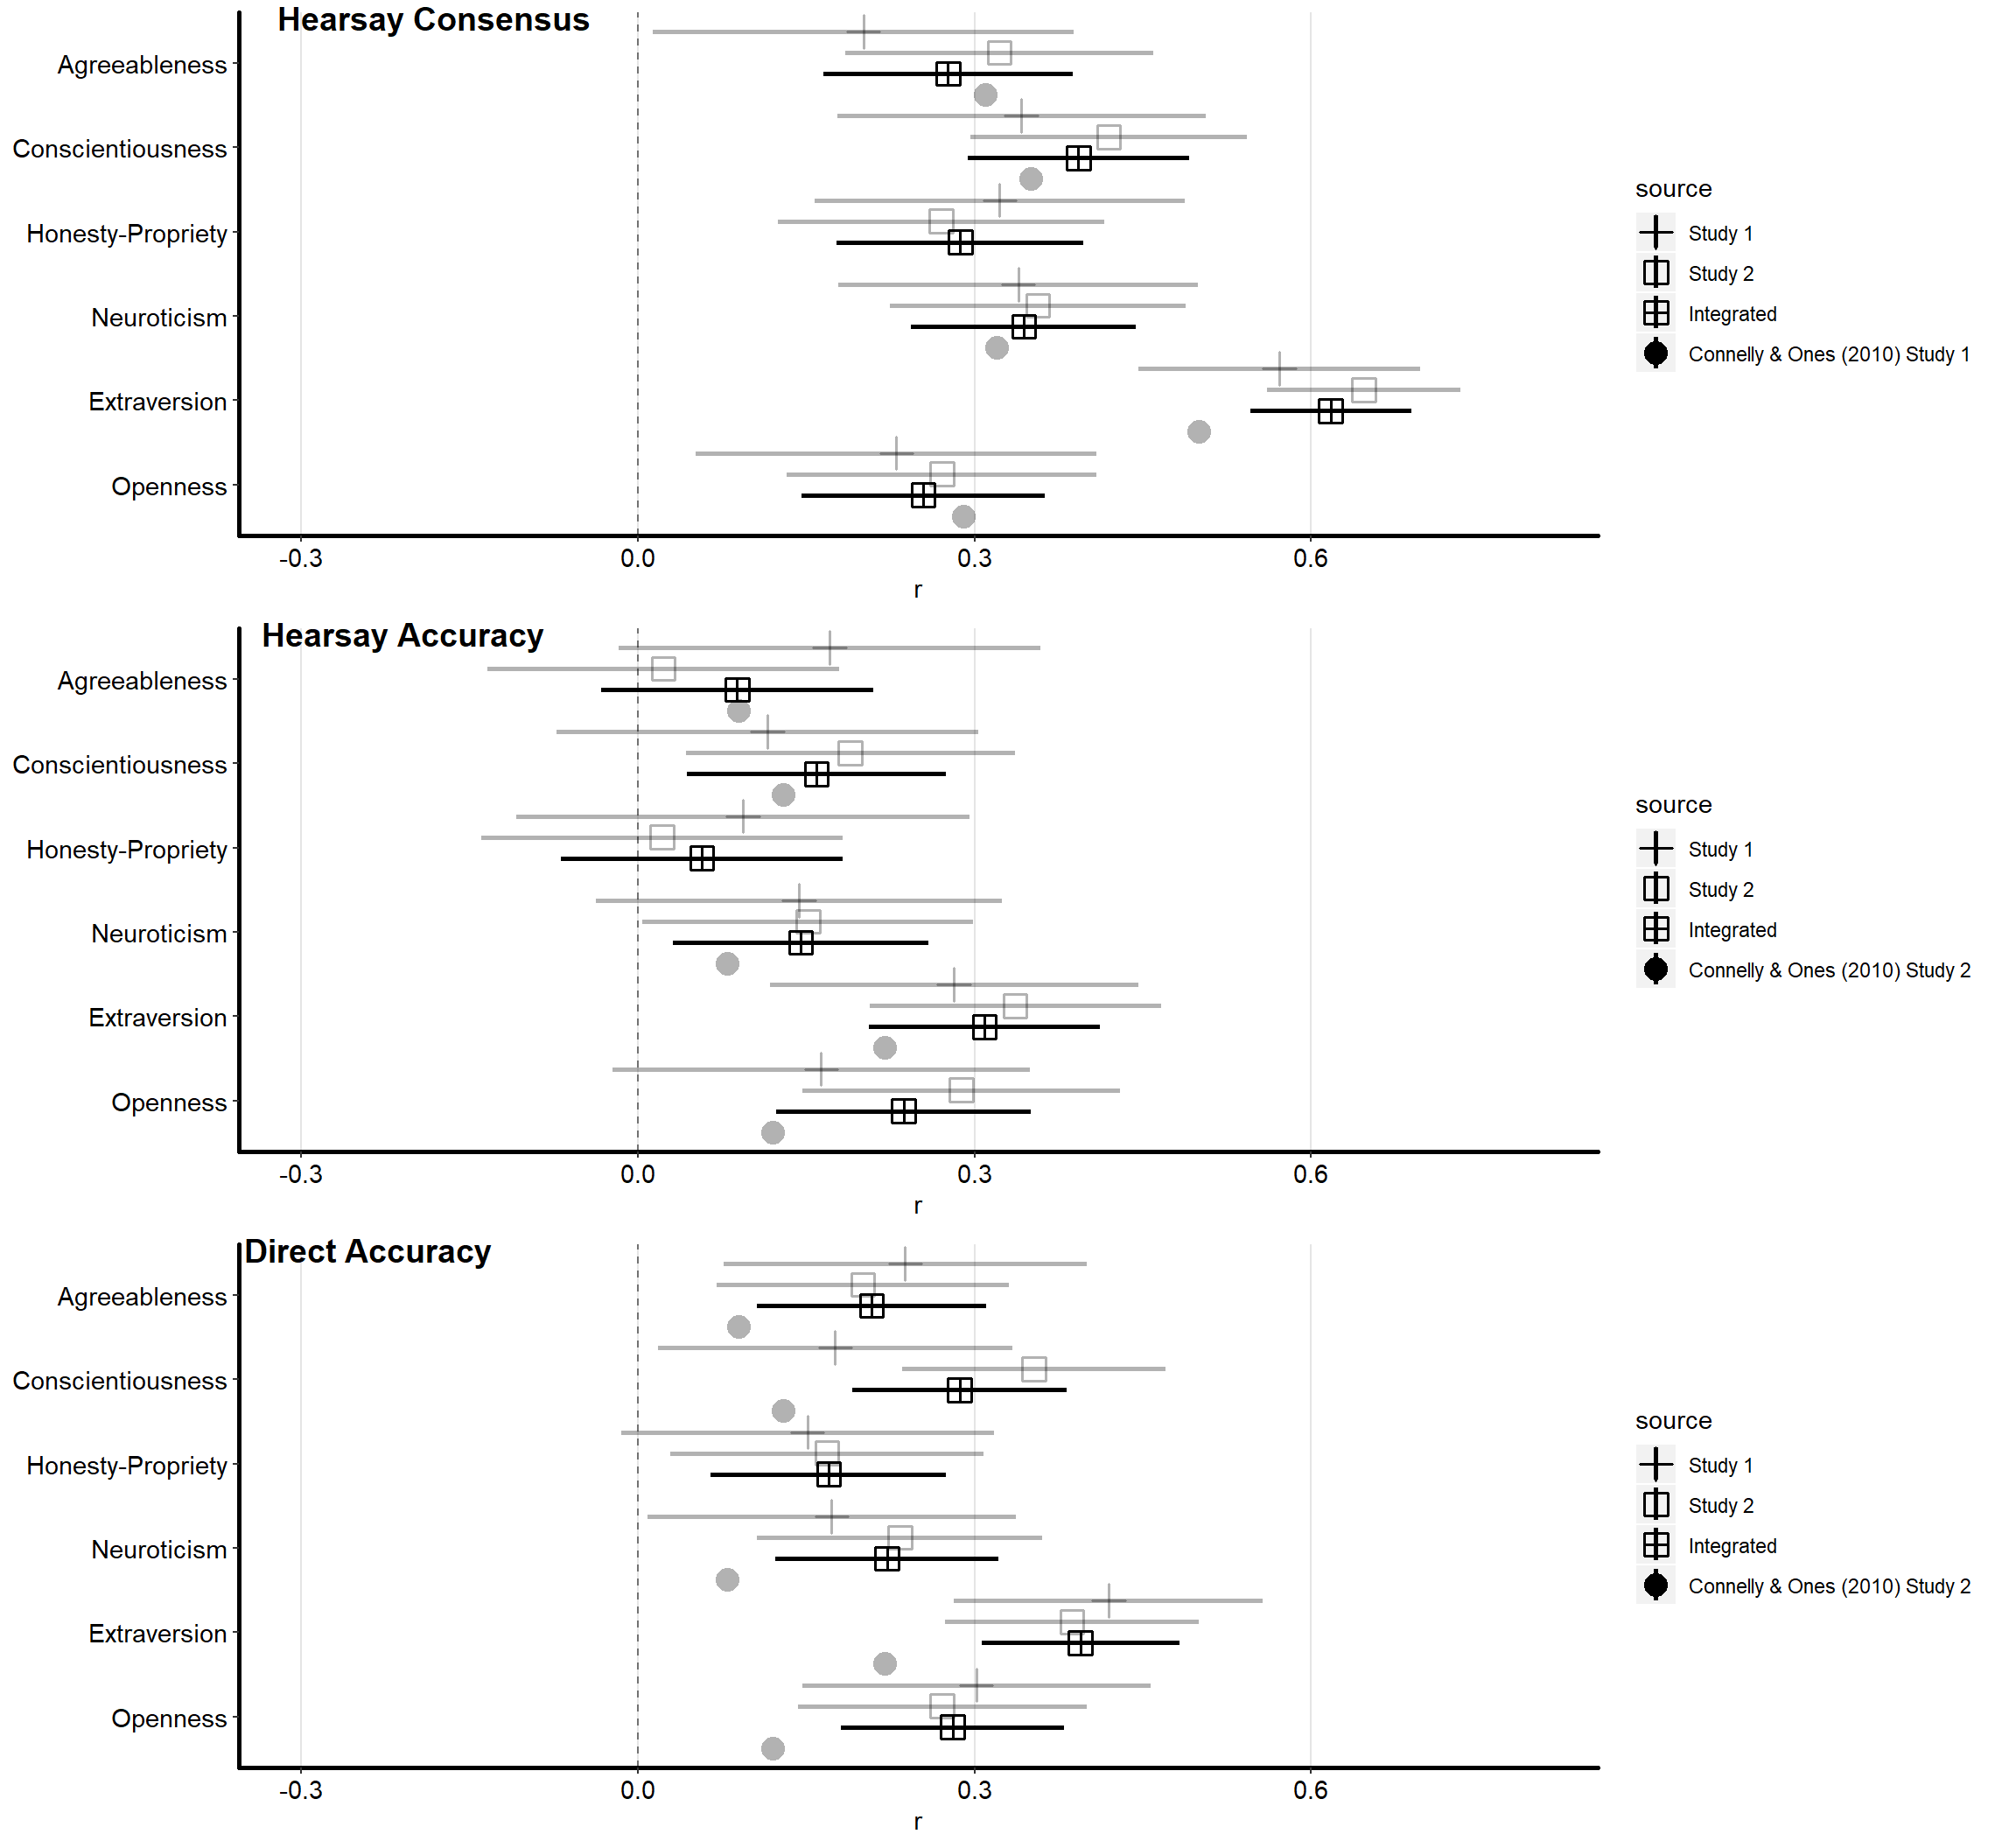 Hearsay Consensus
Agreeableness
Conscientiousness
Honesty-Propriety
Neuroticism
Extraversion
Openness
-0.3 0.0 0.3 0.6
r
source
Study 1
Study 2
Integrated
Connelly & Ones (2010) Study 1
Hearsay Accuracy
Agreeableness
Conscientiousness
Honesty-Propriety
Neuroticism
Extraversion
Openness
-0.3 0.0 0.3 0.6
r
source
Study 1
Study 2
Integrated
Connelly & Ones (2010) Study 2
Direct Accuracy
Agreeableness
Conscientiousness
Honesty-Propriety
Neuroticism
Extraversion
Openness
-0.3 0.0 0.3 0.6
r
source
Study 1
Study 2
Integrated
Connelly & Ones (2010) Study 2